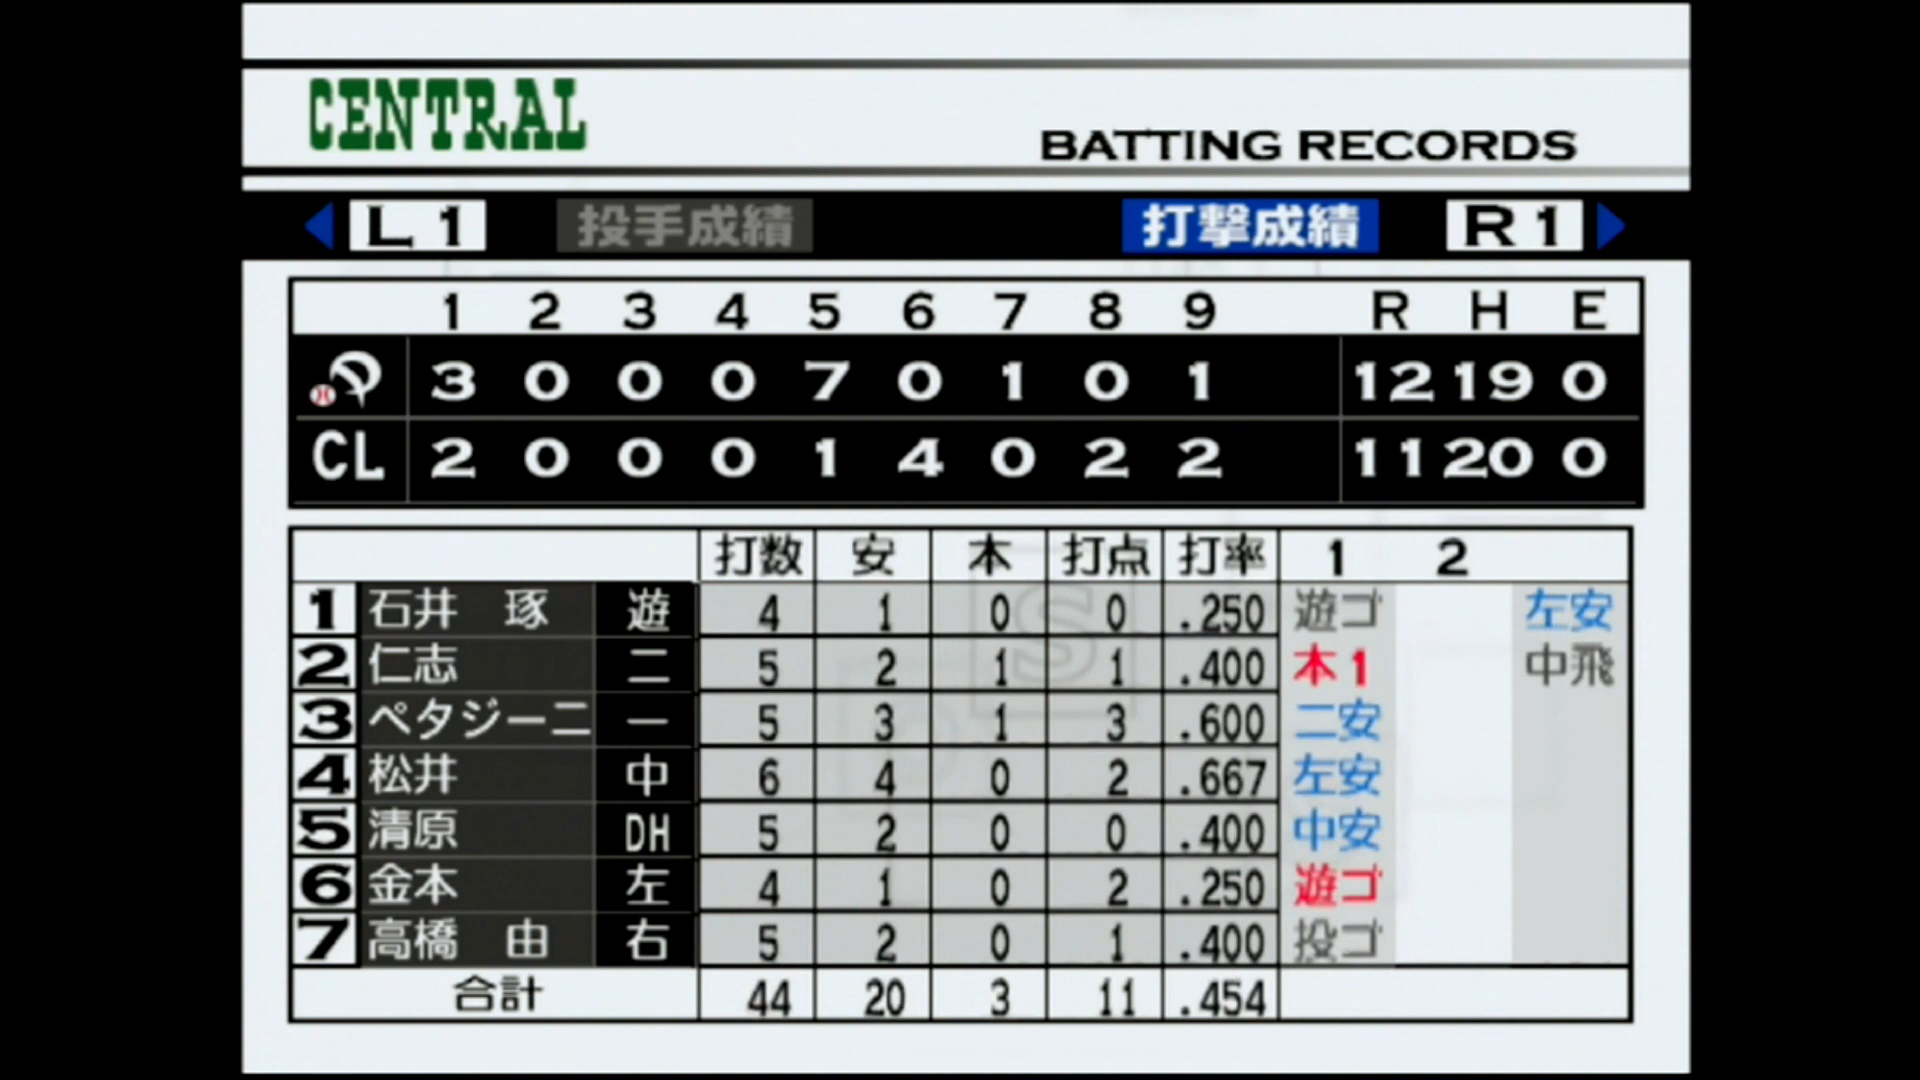 CENTRAL
BATTING RECORDS
L1 投手成績 打撃成績 R1
1 2 3 4 5 6 7 8 9 R H E
3 0 0 0 7 0 1 0 1 12 19 0
CL 2 0 0 0 1 4 0 2 2 11 20 0
打数 安 本 打点 打率 1 2
1 石井 琢 遊 4 1 0 0 .250 遊ゴ 左安
2 仁志 二 5 2 1 1 .400 本1 中飛
3 ペタジーニ 一 5 3 1 3 .600 二安
4 松井 中 6 4 0 2 .667 左安
5 清原 DH 5 2 0 0 .400 中安
6 金本 左 4 1 0 2 .250 遊ゴ
7 高橋 由 右 5 2 0 1 .400 投ゴ
合計 44 20 3 11 .454